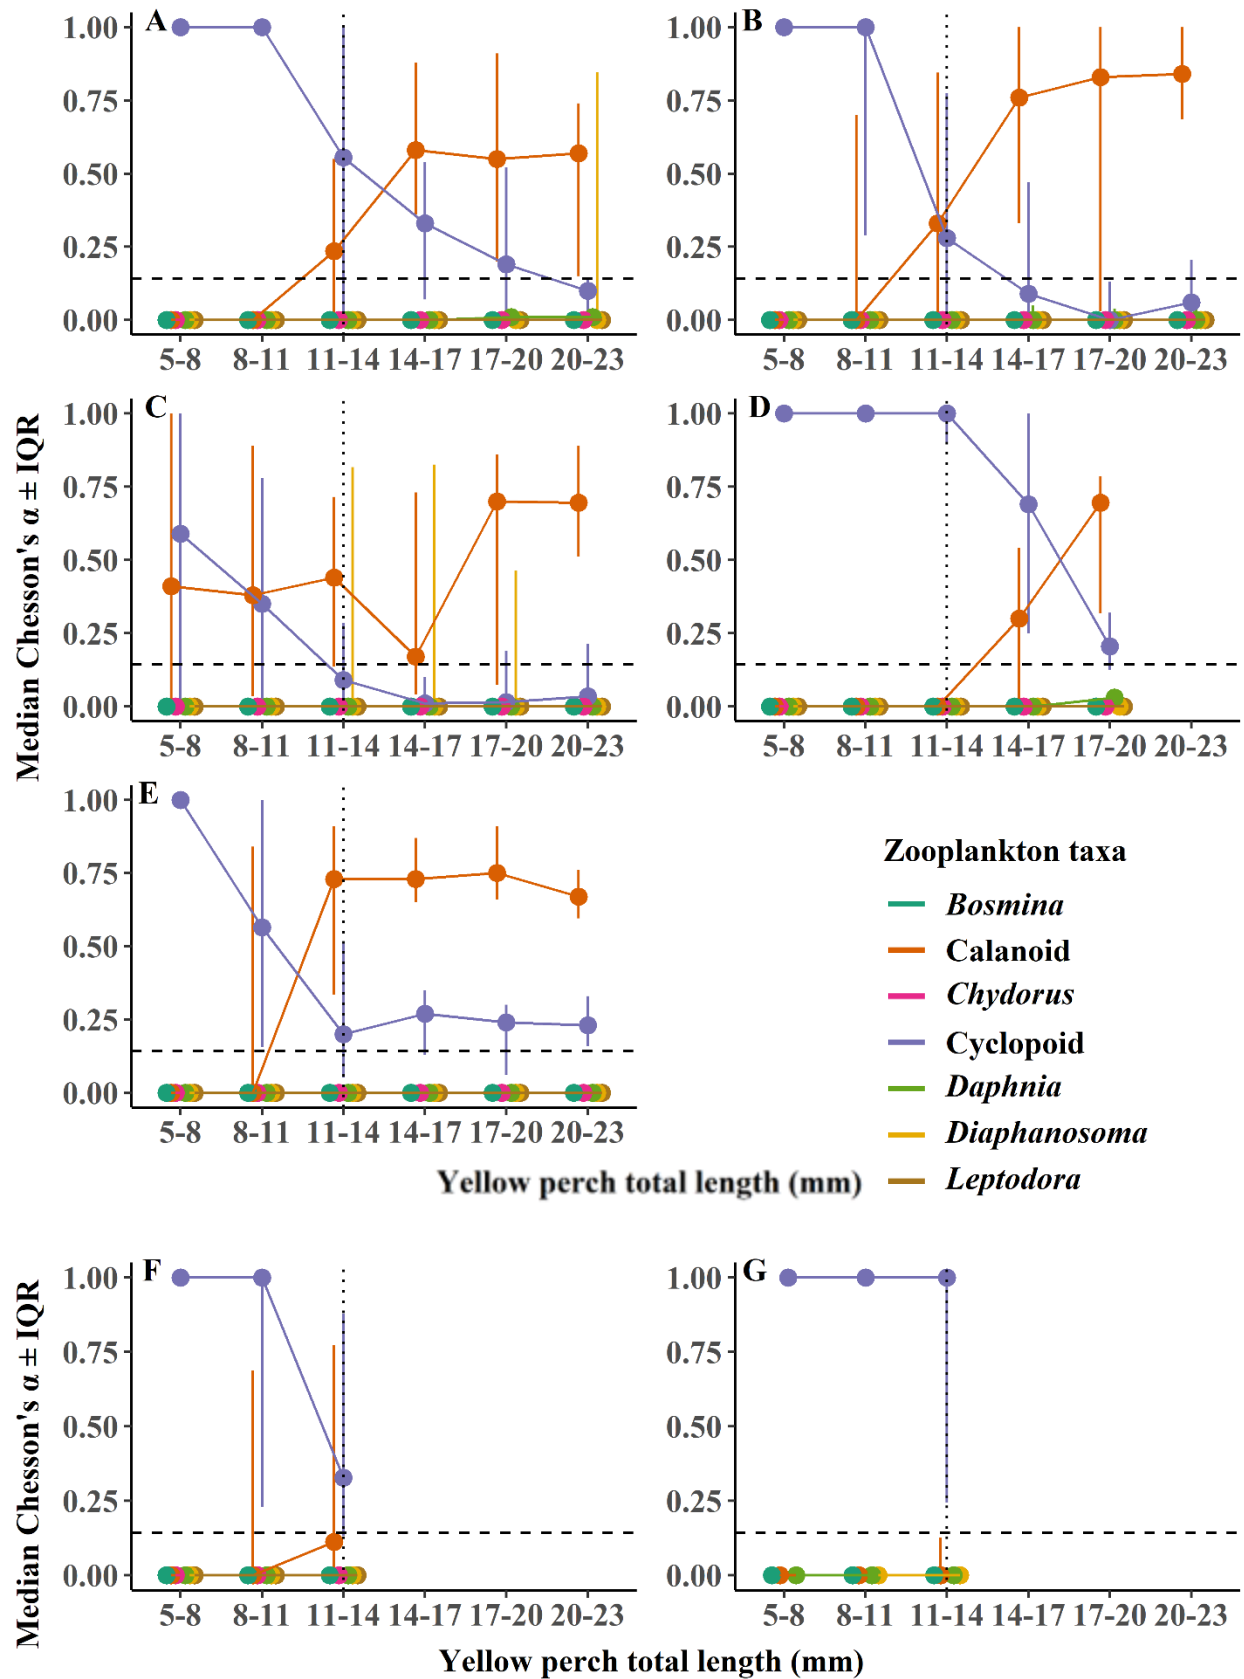 A
1.00
0.75
0.50
0.25
0.00
5-8 8-11 11-14 14-17 17-20 20-23
B
1.00
0.75
0.50
0.25
0.00
5-8 8-11 11-14 14-17 17-20 20-23
Median Chesson's α ± IQR
C
1.00
0.75
0.50
0.25
0.00
5-8 8-11 11-14 14-17 17-20 20-23
D
1.00
0.75
0.50
0.25
0.00
5-8 8-11 11-14 14-17 17-20 20-23
E
1.00
0.75
0.50
0.25
0.00
5-8 8-11 11-14 14-17 17-20 20-23
Zooplankton taxa
Bosmina
Calanoid
Chydorus
Cyclopoid
Daphnia
Diaphanosoma
Leptodora
Yellow perch total length (mm)
Median Chesson's α ± IQR
F
1.00
0.75
0.50
0.25
0.00
5-8 8-11 11-14 14-17 17-20 20-23
G
1.00
0.75
0.50
0.25
0.00
5-8 8-11 11-14 14-17 17-20 20-23
Yellow perch total length (mm)